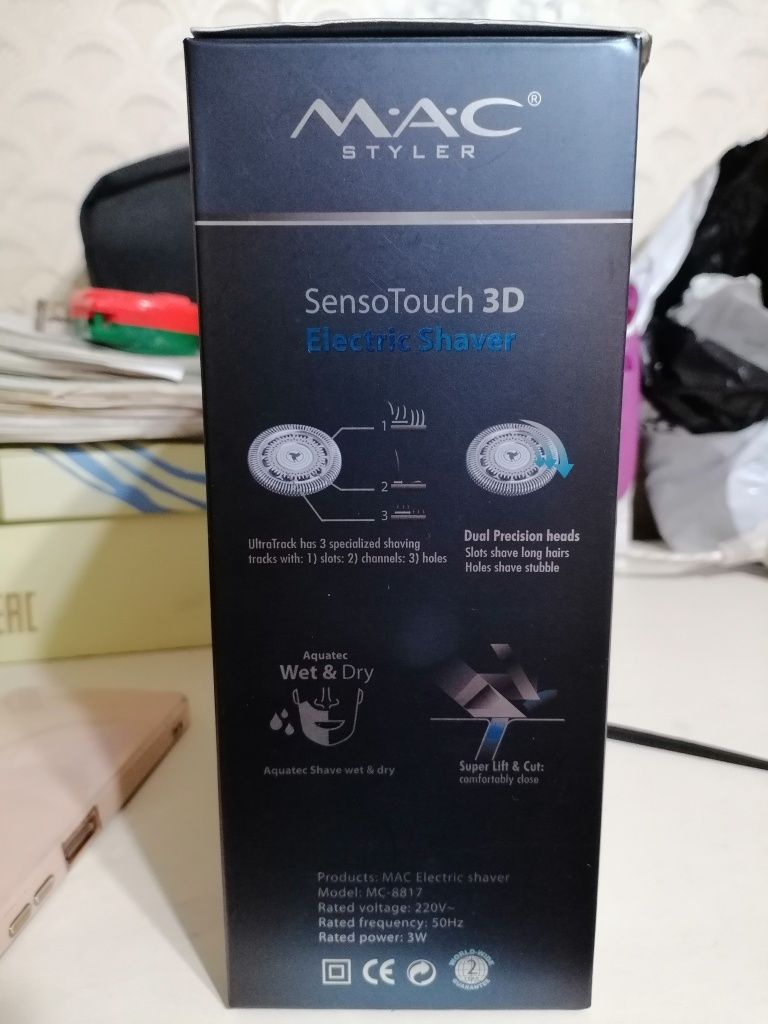 M·A·C®
STYLER
SensoTouch 3D
Electric Shaver
1
2
3
UltraTrack has 3 specialized shaving
tracks with: 1) slots: 2) channels: 3) holes
Dual Precision heads
Slots shave long hairs
Holes shave stubble
Aquatec
Wet & Dry
Aquatec Shave wet & dry
Super Lift & Cut:
comfortably close
Products: MAC Electric shaver
Model: MC-8817
Rated voltage: 220V~
Rated frequency: 50Hz
Rated power: 3W
CE
WORLD-WIDE
2
GUARANTEE